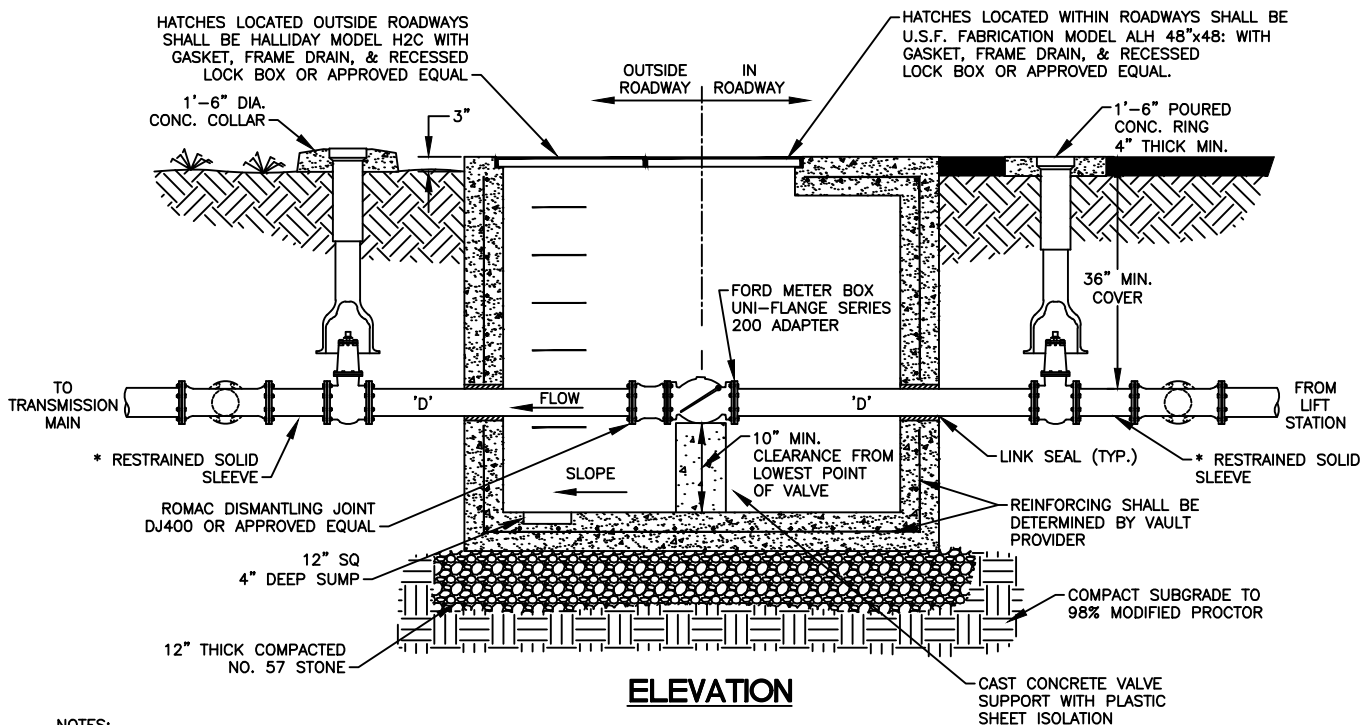 HATCHES LOCATED OUTSIDE ROADWAYS
SHALL BE HALLIDAY MODEL H2C WITH
GASKET, FRAME DRAIN, & RECESSED
LOCK BOX OR APPROVED EQUAL
HATCHES LOCATED WITHIN ROADWAYS SHALL BE
U.S.F. FABRICATION MODEL ALH 48"x48: WITH
GASKET, FRAME DRAIN, & RECESSED
LOCK BOX OR APPROVED EQUAL.
OUTSIDE
ROADWAY
IN
ROADWAY
1'-6" DIA.
CONC. COLLAR
3"
1'-6" POURED
CONC. RING
4" THICK MIN.
36" MIN.
COVER
FORD METER BOX
UNI-FLANGE SERIES
200 ADAPTER
TO
TRANSMISSION
MAIN
'D'
FLOW
'D'
FROM
LIFT
STATION
* RESTRAINED SOLID
SLEEVE
10" MIN.
CLEARANCE FROM
LOWEST POINT
OF VALVE
LINK SEAL (TYP.)
* RESTRAINED SOLID
SLEEVE
SLOPE
ROMAC DISMANTLING JOINT
DJ400 OR APPROVED EQUAL
REINFORCING SHALL BE
DETERMINED BY VAULT
PROVIDER
12" SQ
4" DEEP SUMP
COMPACT SUBGRADE TO
98% MODIFIED PROCTOR
12" THICK COMPACTED
NO. 57 STONE
ELEVATION
CAST CONCRETE VALVE
SUPPORT WITH PLASTIC
SHEET ISOLATION
NOTES: